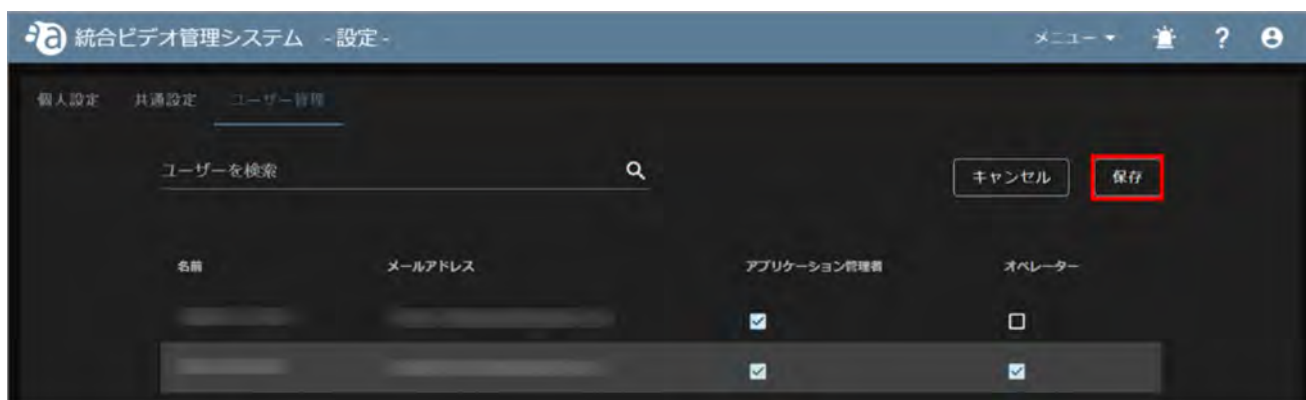 統合ビデオ管理システム - 設定 -
メニュー ?
個人設定 共通設定 ユーザー管理
ユーザーを検索
キャンセル 保存
名前 メールアドレス アプリケーション管理者 オペレーター